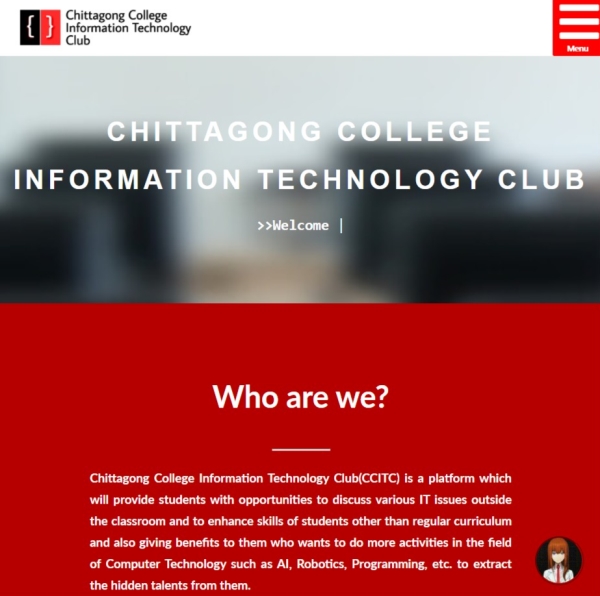 Chittagong College
Information Technology
Club
Menu
CHITTAGONG COLLEGE
INFORMATION TECHNOLOGY CLUB
>>Welcome |
Who are we?
Chittagong College Information Technology Club(CCITC) is a platform which
will provide students with opportunities to discuss various IT issues outside
the classroom and to enhance skills of students other than regular curriculum
and also giving benefits to them who wants to do more activities in the field
of Computer Technology such as AI, Robotics, Programming, etc. to extract
the hidden talents from them.